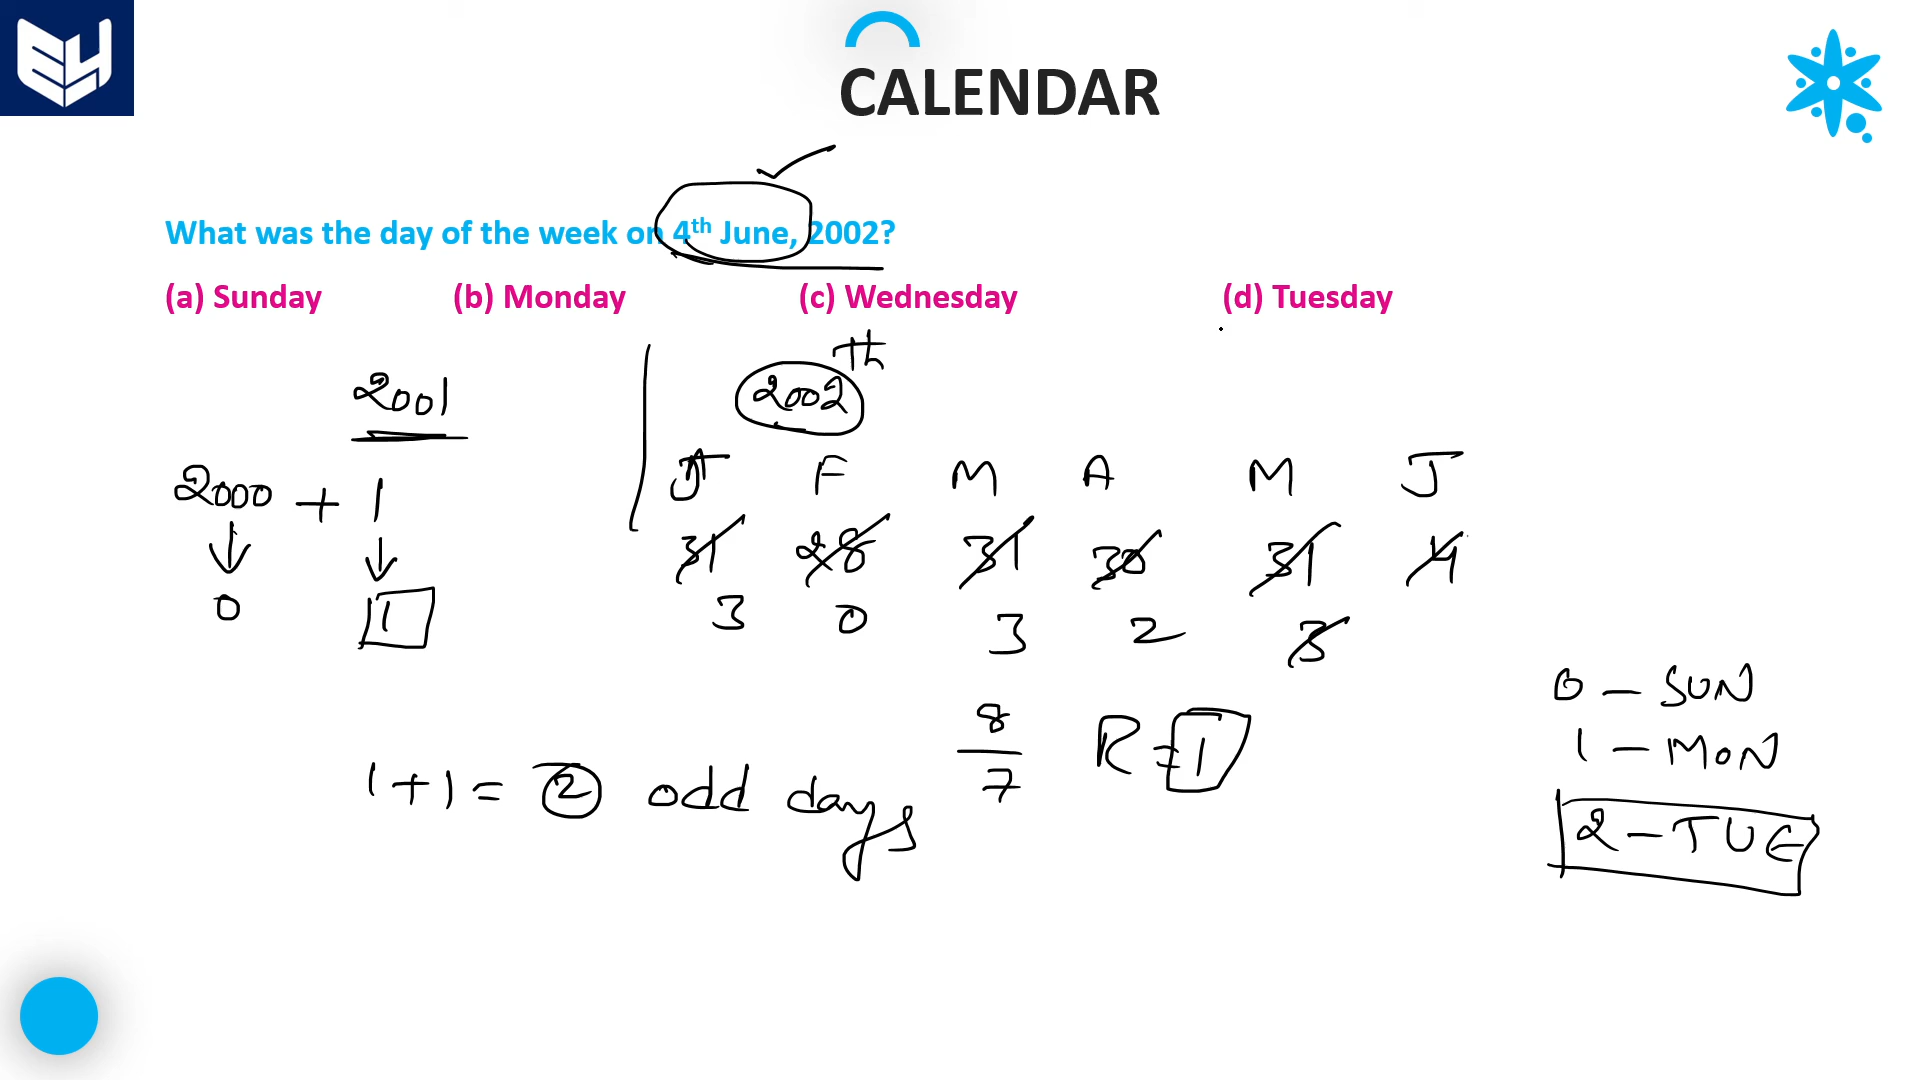 EY
CALENDAR
What was the day of the week on 4th June, 2002?
(a) Sunday (b) Monday (c) Wednesday (d) Tuesday
2001
2002 th
2000 + 1
J F M A M J
31 28 31 30 31 4
0 1
3 0 3 2 3
0 - SUN
8
7
R = 1
1 - MON
1 + 1 = 2 odd days
2 - TUE